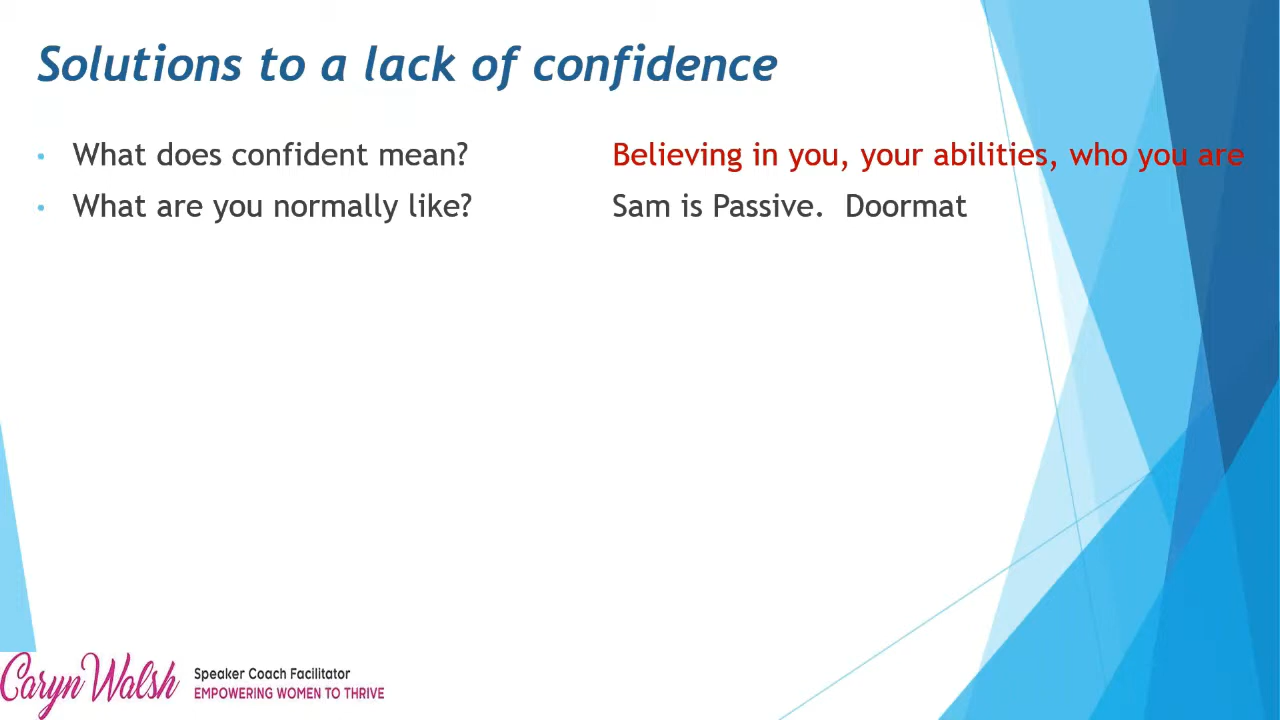 Solutions to a lack of confidence
• What does confident mean? Believing in you, your abilities, who you are
• What are you normally like? Sam is Passive. Doormat
Caryn Walsh
Speaker Coach Facilitator
EMPOWERING WOMEN TO THRIVE